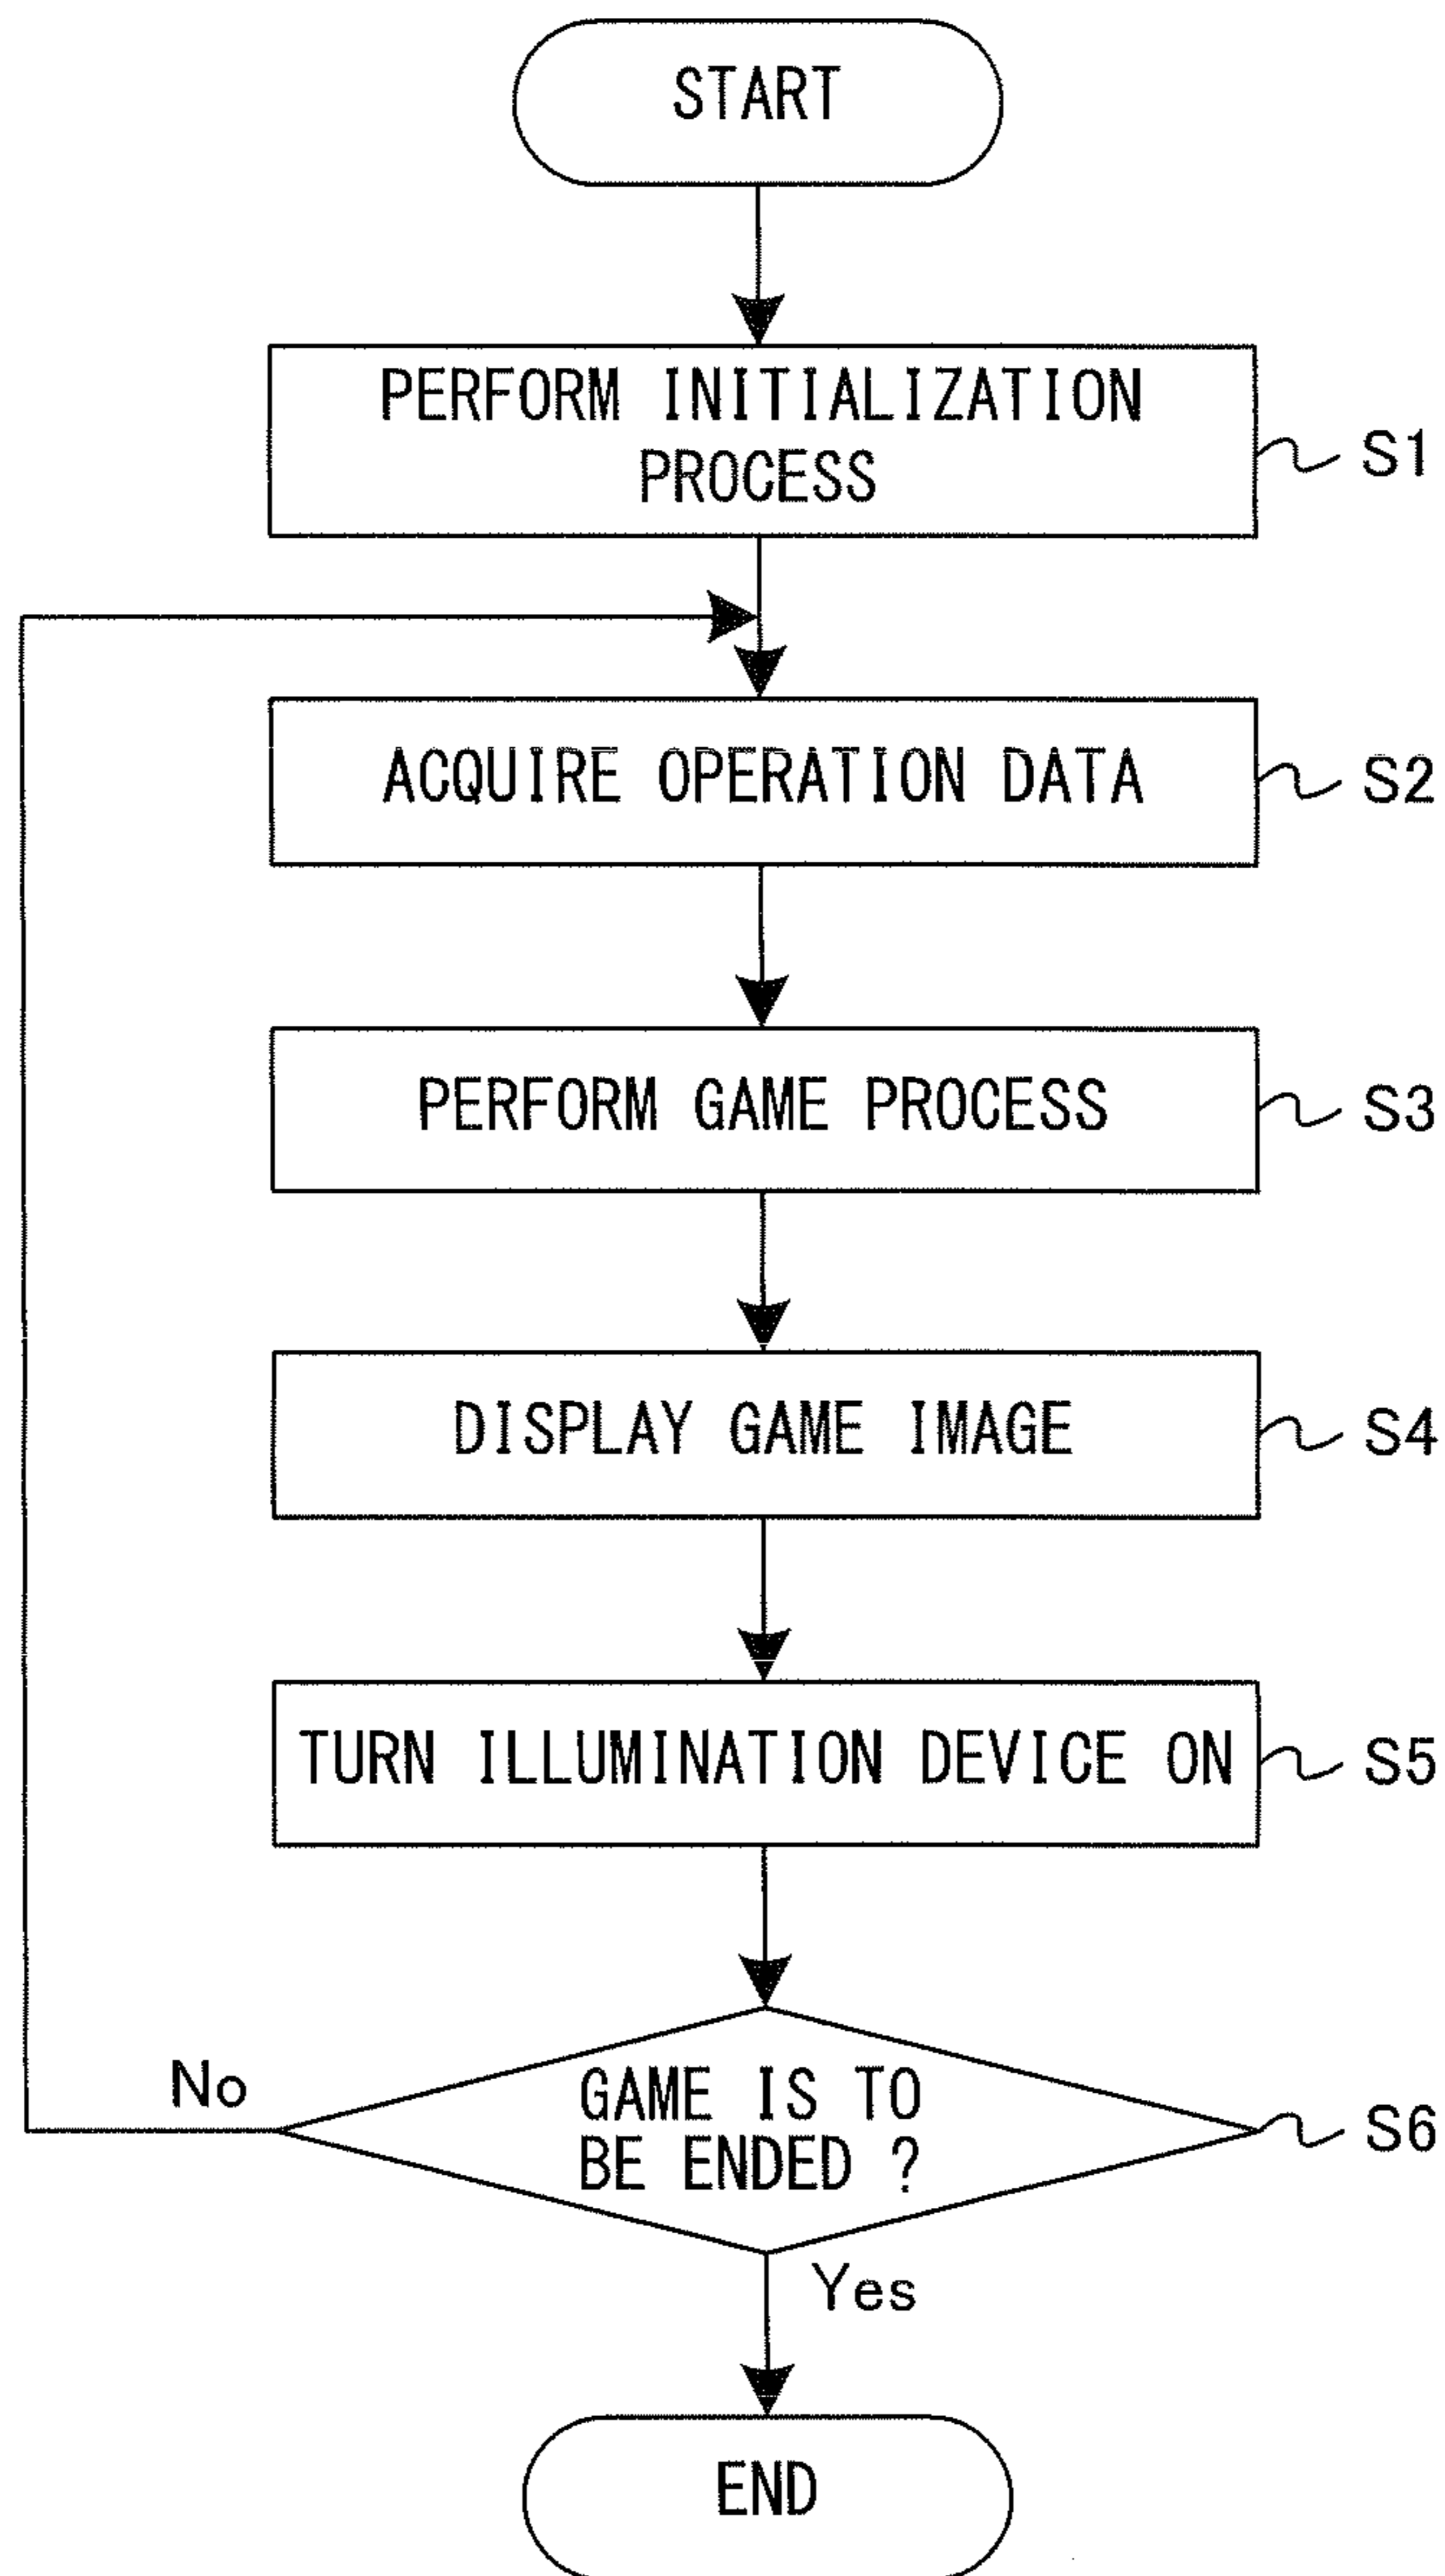 START
PERFORM INITIALIZATION
PROCESS
S1
ACQUIRE OPERATION DATA
S2
PERFORM GAME PROCESS
S3
DISPLAY GAME IMAGE
S4
TURN ILLUMINATION DEVICE ON
S5
GAME IS TO
BE ENDED ?
S6
No
Yes
END